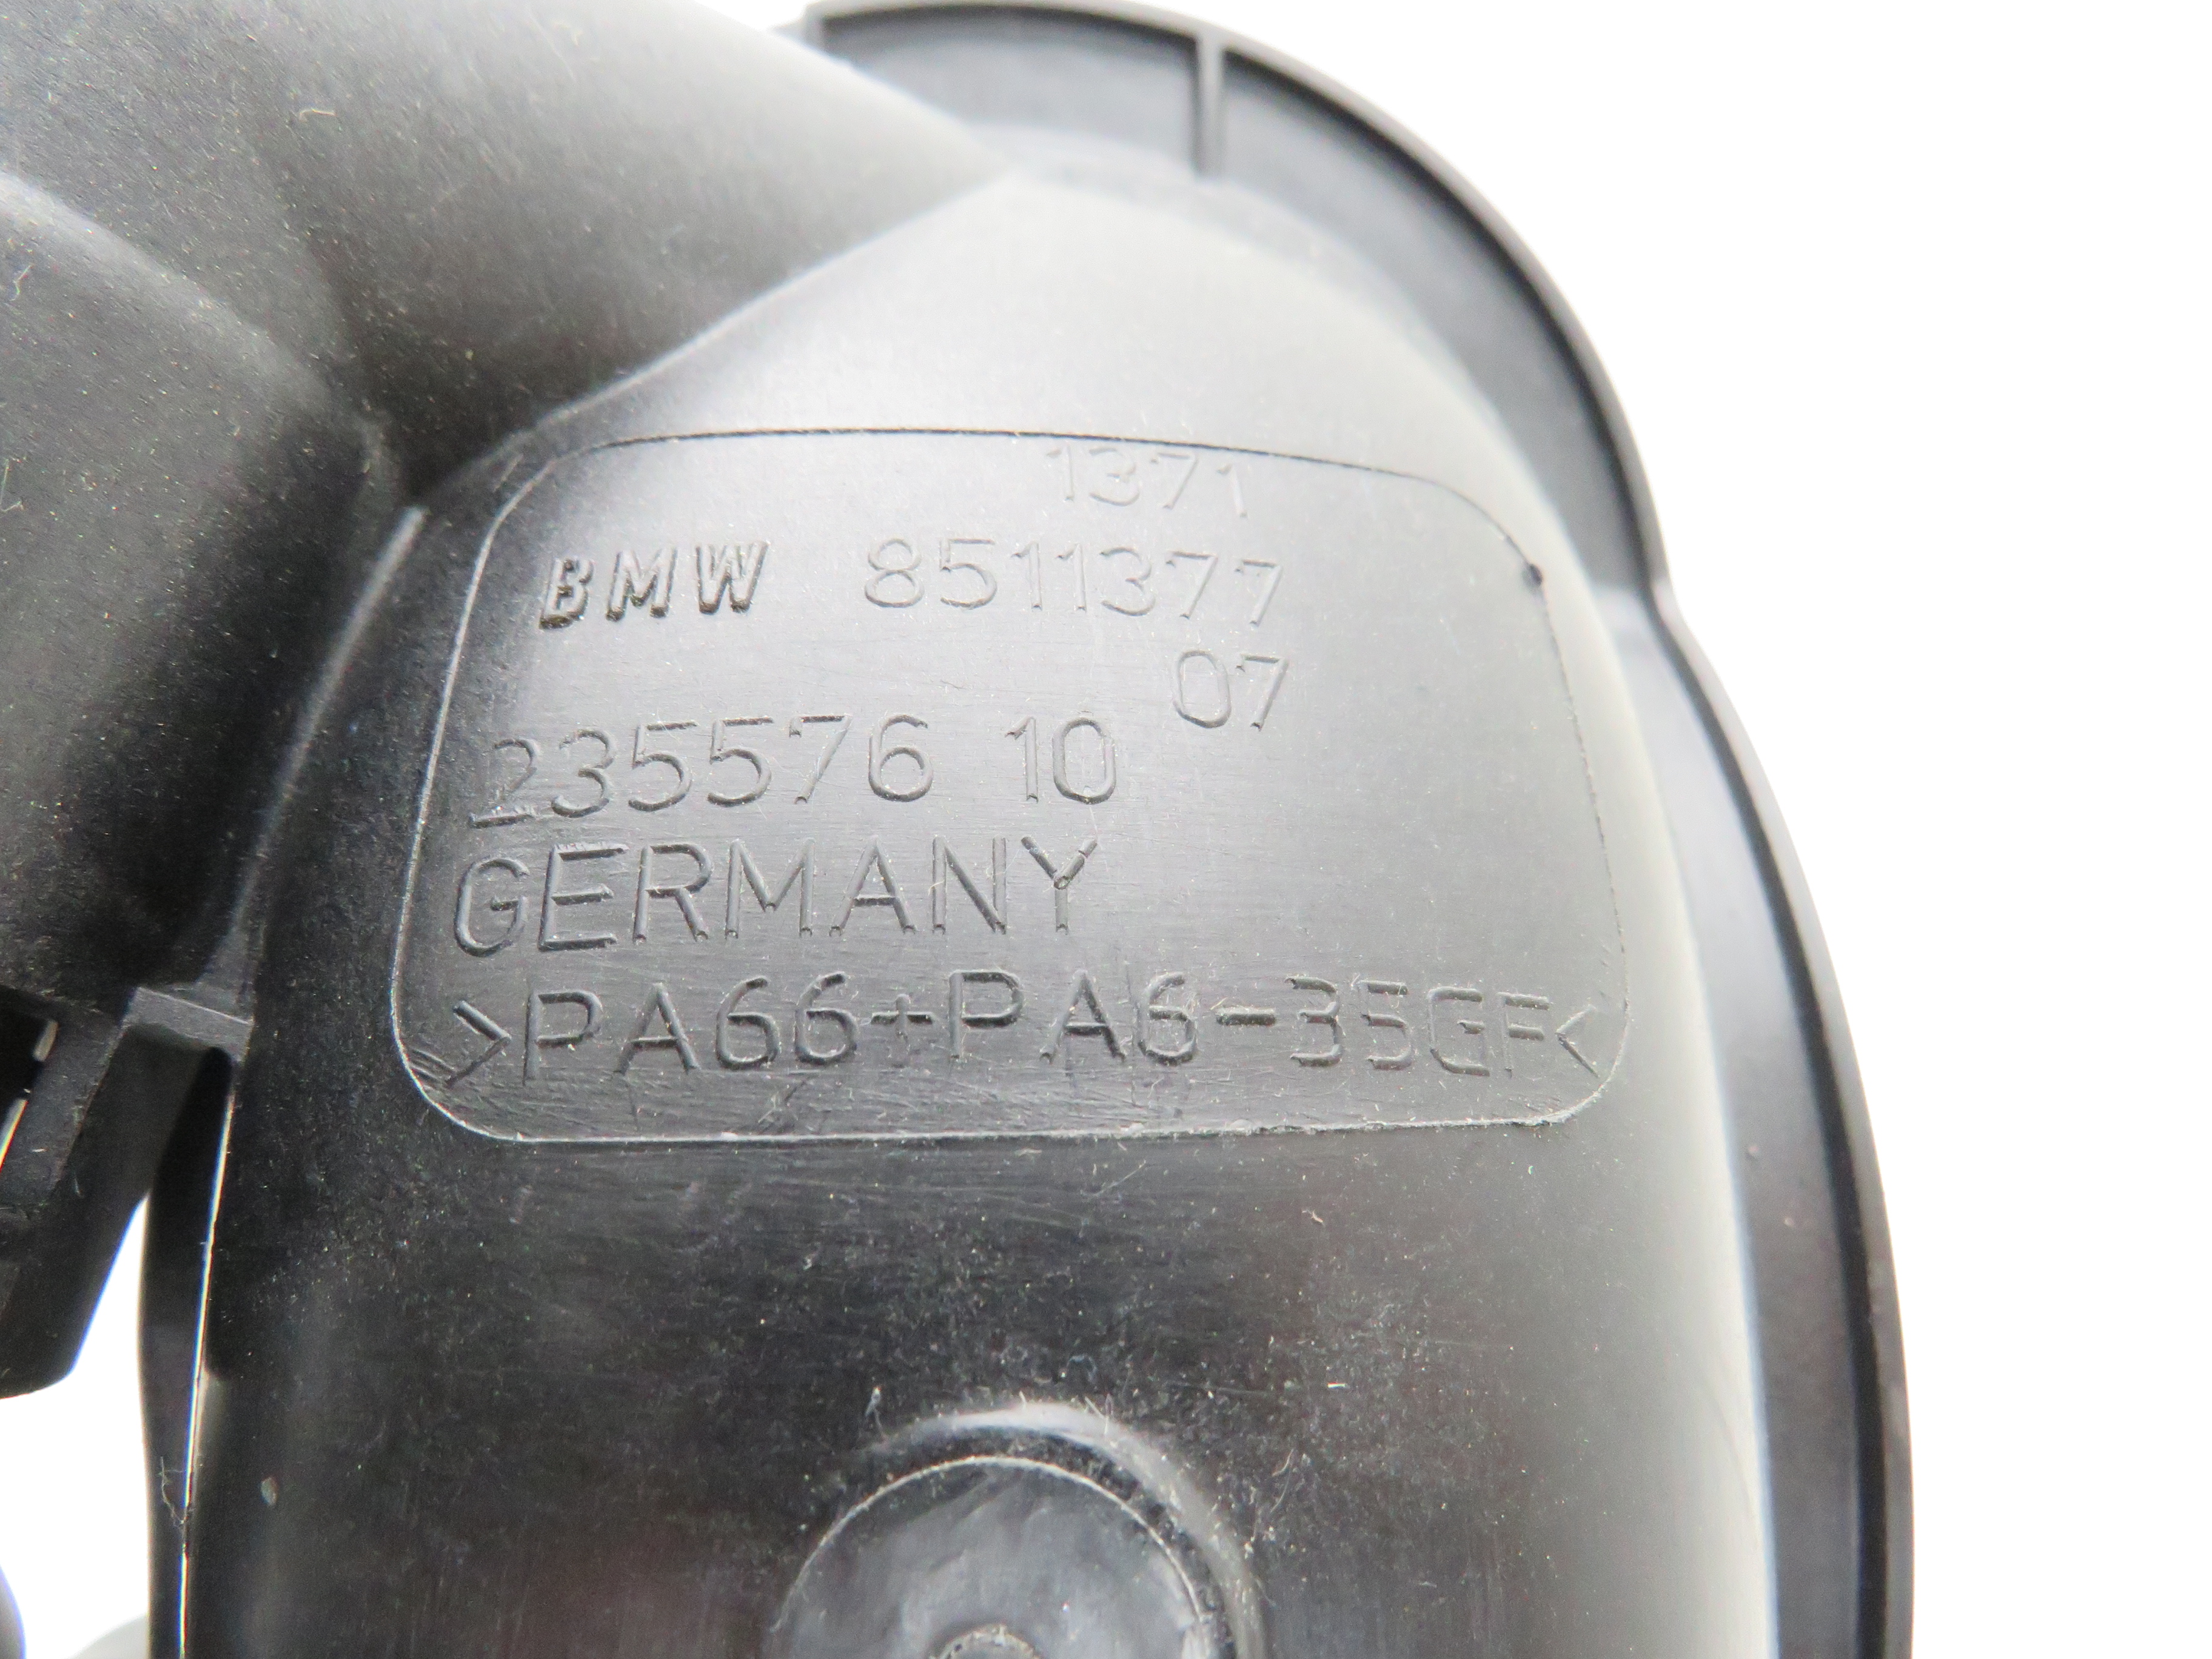 1371
BMW 8511377
07
235576 10
GERMANY
>PA66+PA6-35GF<